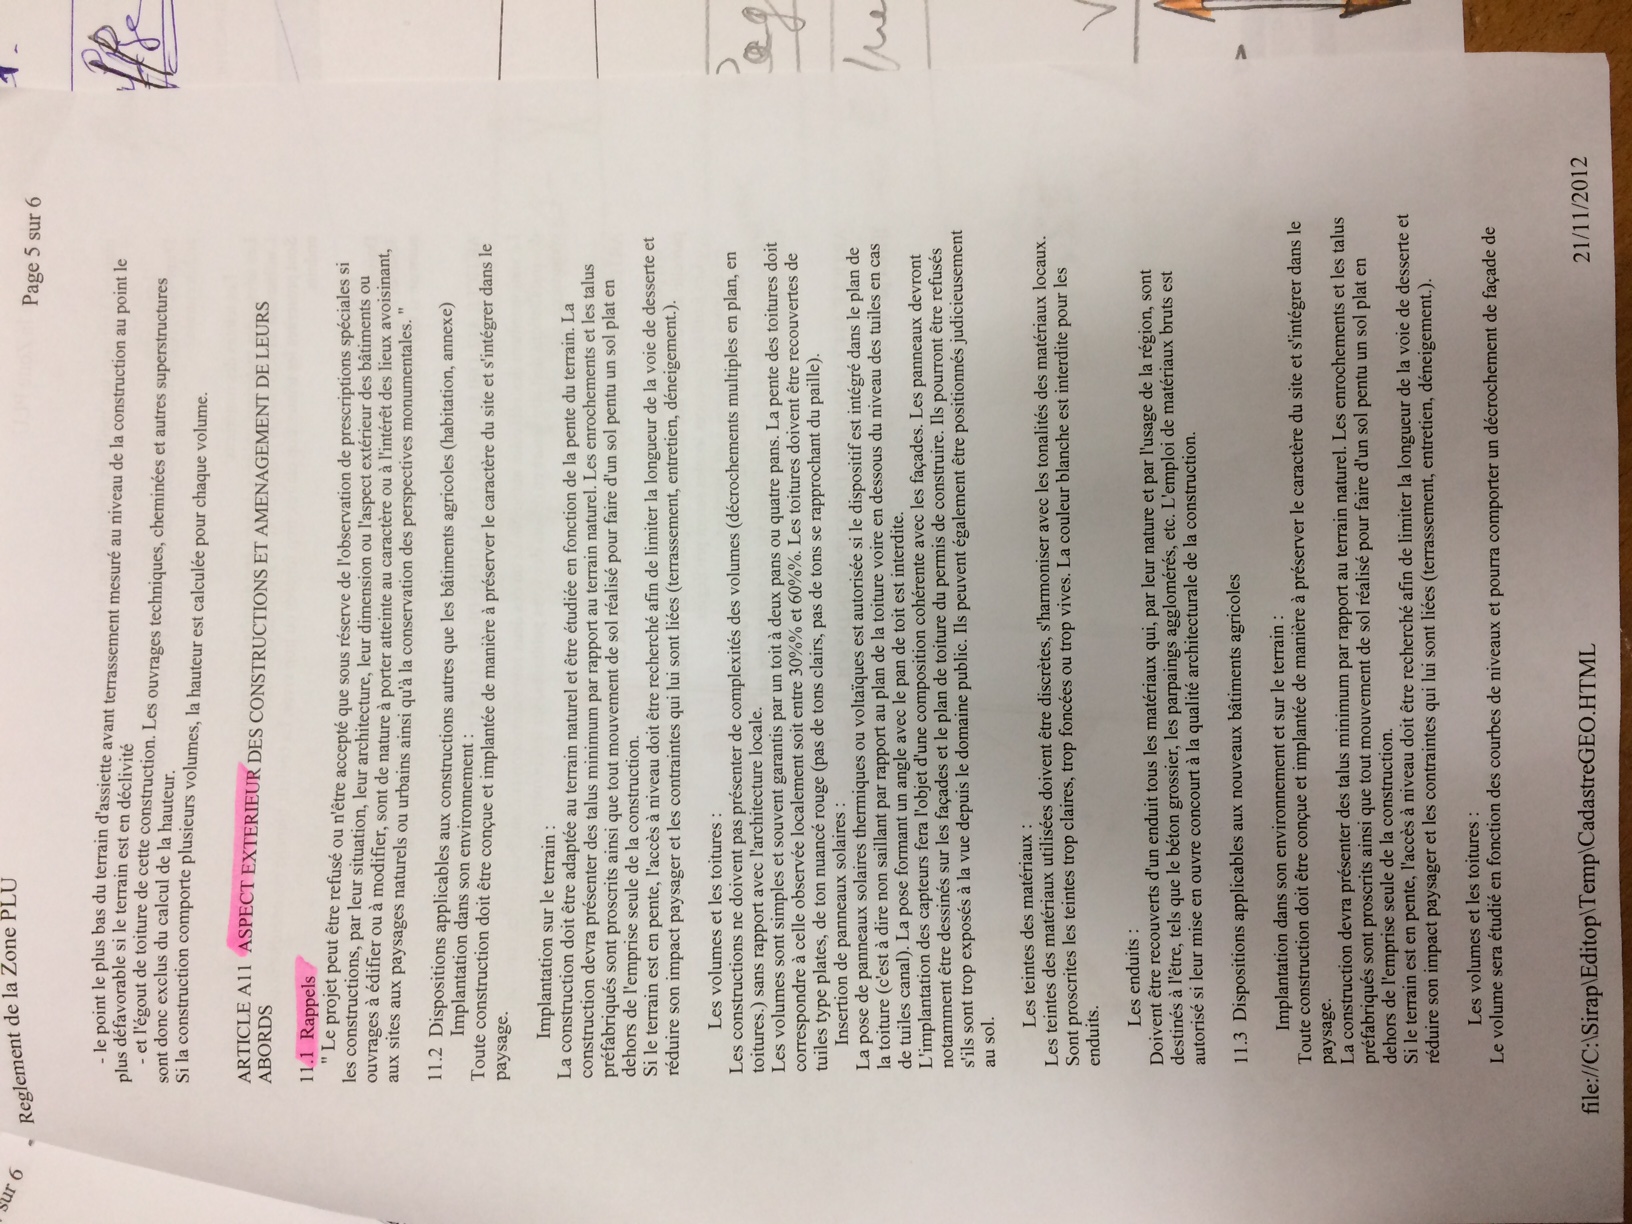 sur 6
Reglement de la Zone PLU
Page 5 sur 6
- le point le plus bas du terrain d'assiette avant terrassement mesuré au niveau de la construction au point le
plus défavorable si le terrain est en déclivité
- et l'égout de toiture de cette construction. Les ouvrages techniques, cheminées et autres superstructures
sont donc exclus du calcul de la hauteur.
Si la construction comporte plusieurs volumes, la hauteur est calculée pour chaque volume.
ARTICLE A11 ASPECT EXTERIEUR DES CONSTRUCTIONS ET AMENAGEMENT DE LEURS
ABORDS
11.1 Rappels
" Le projet peut être refusé ou n'être accepté que sous réserve de l'observation de prescriptions spéciales si
les constructions, par leur situation, leur architecture, leur dimension ou l'aspect extérieur des bâtiments ou
ouvrages à édifier ou à modifier, sont de nature à porter atteinte au caractère ou à l'intérêt des lieux avoisinant,
aux sites aux paysages naturels ou urbains ainsi qu'à la conservation des perspectives monumentales. "
11.2 Dispositions applicables aux constructions autres que les bâtiments agricoles (habitation, annexe)
Implantation dans son environnement :
Toute construction doit être conçue et implantée de manière à préserver le caractère du site et s'intégrer dans le
paysage.
Implantation sur le terrain :
La construction doit être adaptée au terrain naturel et être étudiée en fonction de la pente du terrain. La
construction devra présenter des talus minimum par rapport au terrain naturel. Les enrochements et les talus
préfabriqués sont proscrits ainsi que tout mouvement de sol réalisé pour faire d'un sol pentu un sol plat en
dehors de l'emprise seule de la construction.
Si le terrain est en pente, l'accès à niveau doit être recherché afin de limiter la longueur de la voie de desserte et
réduire son impact paysager et les contraintes qui lui sont liées (terrassement, entretien, déneigement.).
Les volumes et les toitures :
Les constructions ne doivent pas présenter de complexités des volumes (décrochements multiples en plan, en
toitures.) sans rapport avec l'architecture locale.
Les volumes sont simples et souvent garantis par un toit à deux pans ou quatre pans. La pente des toitures doit
correspondre à celle observée localement soit entre 30%% et 60%%. Les toitures doivent être recouvertes de
tuiles type plates, de ton nuancé rouge (pas de tons clairs, pas de tons se rapprochant du paille).
Insertion de panneaux solaires :
La pose de panneaux solaires thermiques ou voltaïques est autorisée si le dispositif est intégré dans le plan de
la toiture (c'est à dire non saillant par rapport au plan de la toiture voire en dessous du niveau des tuiles en cas
de tuiles canal). La pose formant un angle avec le pan de toit est interdite.
L'implantation des capteurs fera l'objet d'une composition cohérente avec les façades. Les panneaux devront
notamment être dessinés sur les façades et le plan de toiture du permis de construire. Ils pourront être refusés
s'ils sont trop exposés à la vue depuis le domaine public. Ils peuvent également être positionnés judicieusement
au sol.
Les teintes des matériaux :
Les teintes des matériaux utilisées doivent être discrètes, s'harmoniser avec les tonalités des matériaux locaux.
Sont proscrites les teintes trop claires, trop foncées ou trop vives. La couleur blanche est interdite pour les
enduits.
Les enduits :
Doivent être recouverts d'un enduit tous les matériaux qui, par leur nature et par l'usage de la région, sont
destinés à l'être, tels que le béton grossier, les parpaings agglomérés, etc. L'emploi de matériaux bruts est
autorisé si leur mise en ouvre concourt à la qualité architecturale de la construction.
11.3 Dispositions applicables aux nouveaux bâtiments agricoles
Implantation dans son environnement et sur le terrain :
Toute construction doit être conçue et implantée de manière à préserver le caractère du site et s'intégrer dans le
paysage.
La construction devra présenter des talus minimum par rapport au terrain naturel. Les enrochements et les talus
préfabriqués sont proscrits ainsi que tout mouvement de sol réalisé pour faire d'un sol pentu un sol plat en
dehors de l'emprise seule de la construction.
Si le terrain est en pente, l'accès à niveau doit être recherché afin de limiter la longueur de la voie de desserte et
réduire son impact paysager et les contraintes qui lui sont liées (terrassement, entretien, déneigement.).
Les volumes et les toitures :
Le volume sera étudié en fonction des courbes de niveaux et pourra comporter un décrochement de façade de
file://C:\Sirap\Editop\Temp\CadastreGEO.HTML
21/11/2012